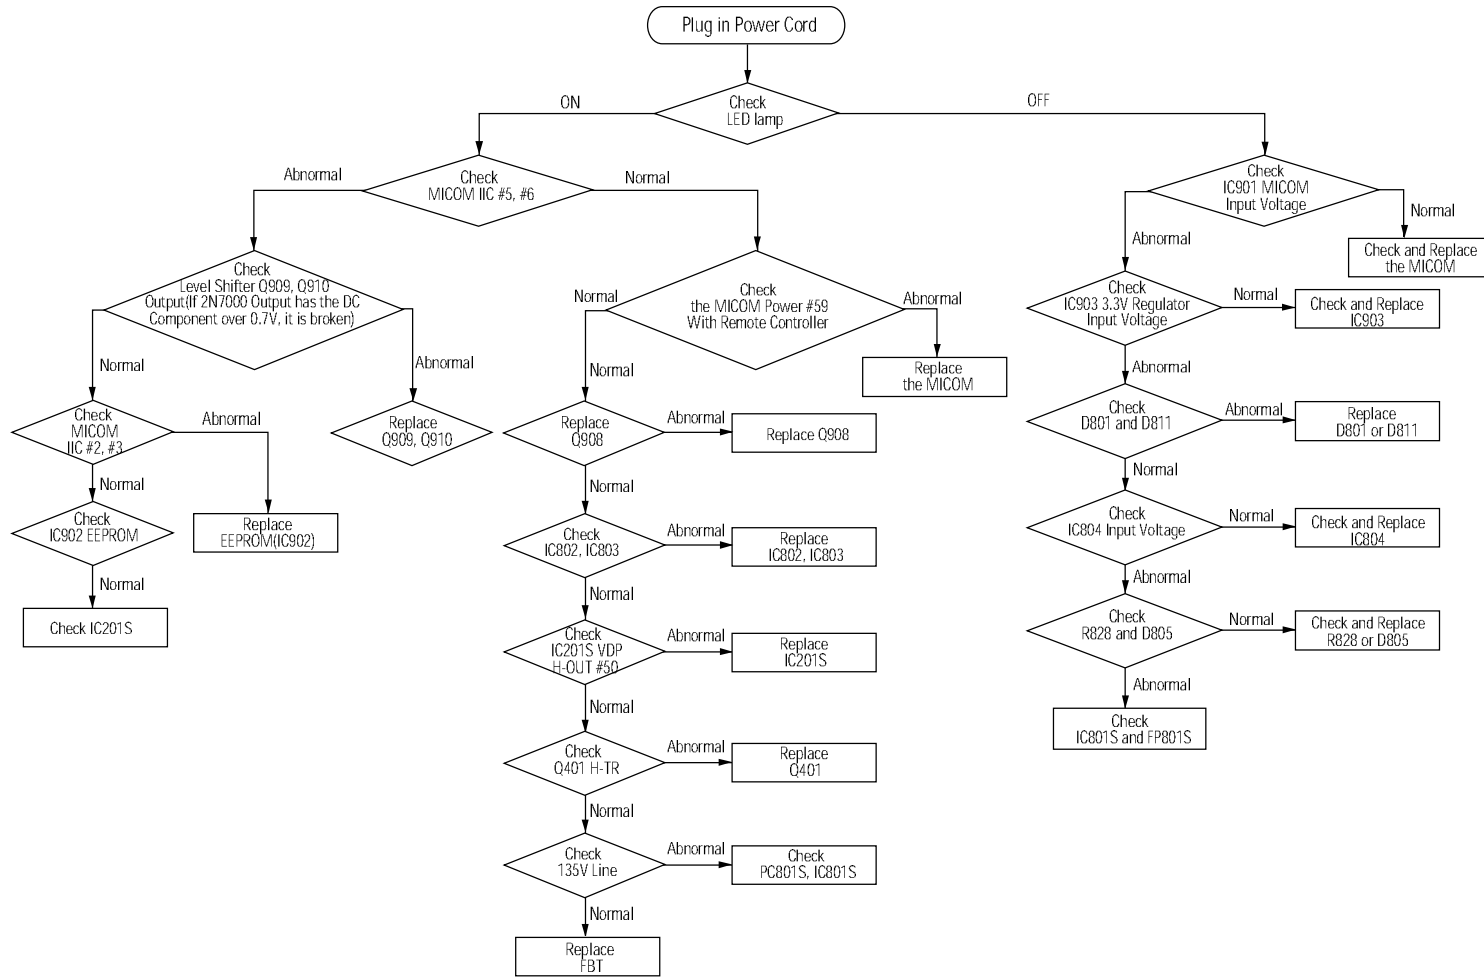 Plug in Power Cord
Check
LED lamp
ON
OFF
Check
MICOM IIC #5, #6
Abnormal
Normal
Check
Level Shifter Q909, Q910
Output(If 2N7000 Output has the DC
Component over 0.7V, it is broken)
Normal
Abnormal
Check
MICOM
IIC #2, #3
Abnormal
Replace
Q909, Q910
Normal
Check
IC902 EEPROM
Replace
EEPROM(IC902)
Normal
Check IC201S
Check
the MICOM Power #59
With Remote Controller
Normal
Abnormal
Replace
the MICOM
Normal
Replace
Q908
Abnormal
Replace Q908
Normal
Check
IC802, IC803
Abnormal
Replace
IC802, IC803
Normal
Check
IC201S VDP
H-OUT #50
Abnormal
Replace
IC201S
Normal
Check
Q401 H-TR
Abnormal
Replace
Q401
Normal
Check
135V Line
Abnormal
Check
PC801S, IC801S
Normal
Replace
FBT
Check
IC901 MICOM
Input Voltage
Normal
Check and Replace
the MICOM
Abnormal
Check
IC903 3.3V Regulator
Input Voltage
Normal
Check and Replace
IC903
Abnormal
Check
D801 and D811
Abnormal
Replace
D801 or D811
Normal
Check
IC804 Input Voltage
Normal
Check and Replace
IC804
Abnormal
Check
R828 and D805
Normal
Check and Replace
R828 or D805
Abnormal
Check
IC801S and FP801S